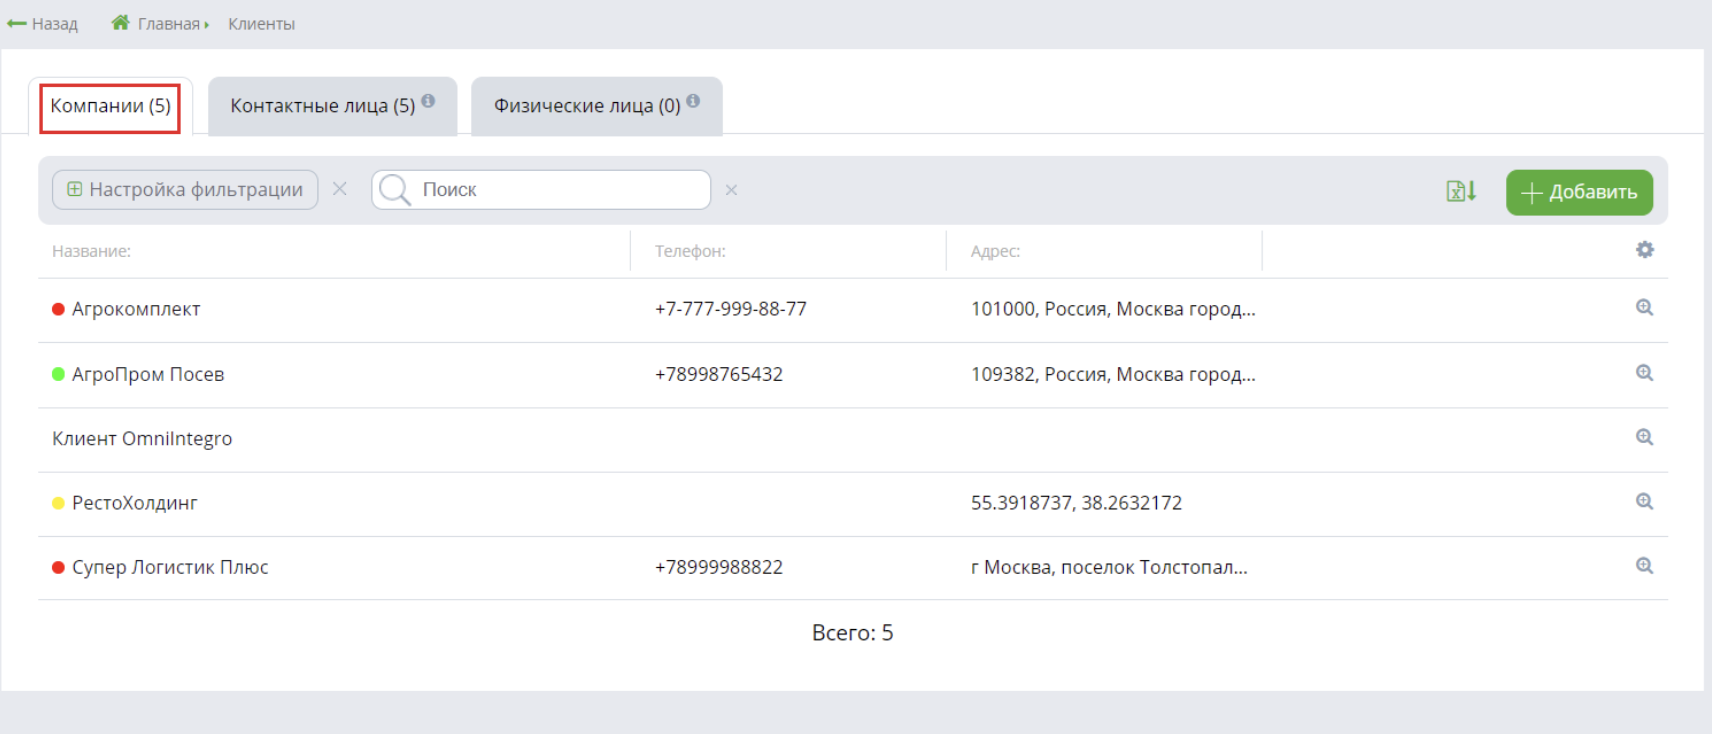 Назад Главная Клиенты
Компании (5) Контактные лица (5) Физические лица (0)
Настройка фильтрации Поиск Добавить
Название: Телефон: Адрес:
Агрокомплект +7-777-999-88-77 101000, Россия, Москва город...
АгроПром Посев +78998765432 109382, Россия, Москва город...
Клиент OmniIntegro
РестоХолдинг 55.3918737, 38.2632172
Супер Логистик Плюс +78999988822 г Москва, поселок Толстопал...
Всего: 5